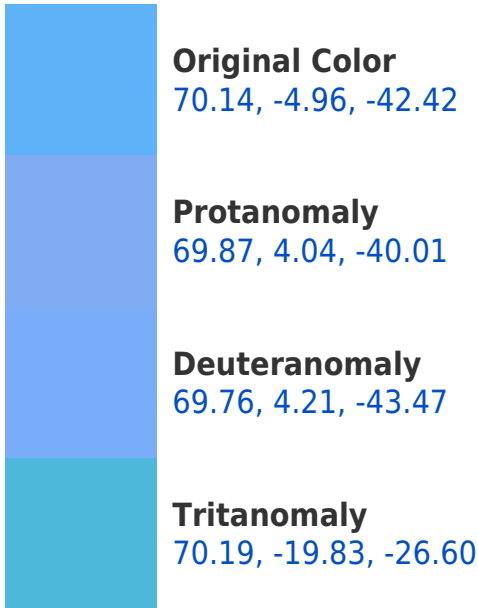 Original Color
70.14, -4.96, -42.42
Protanomaly
69.87, 4.04, -40.01
Deuteranomaly
69.76, 4.21, -43.47
Tritanomaly
70.19, -19.83, -26.60